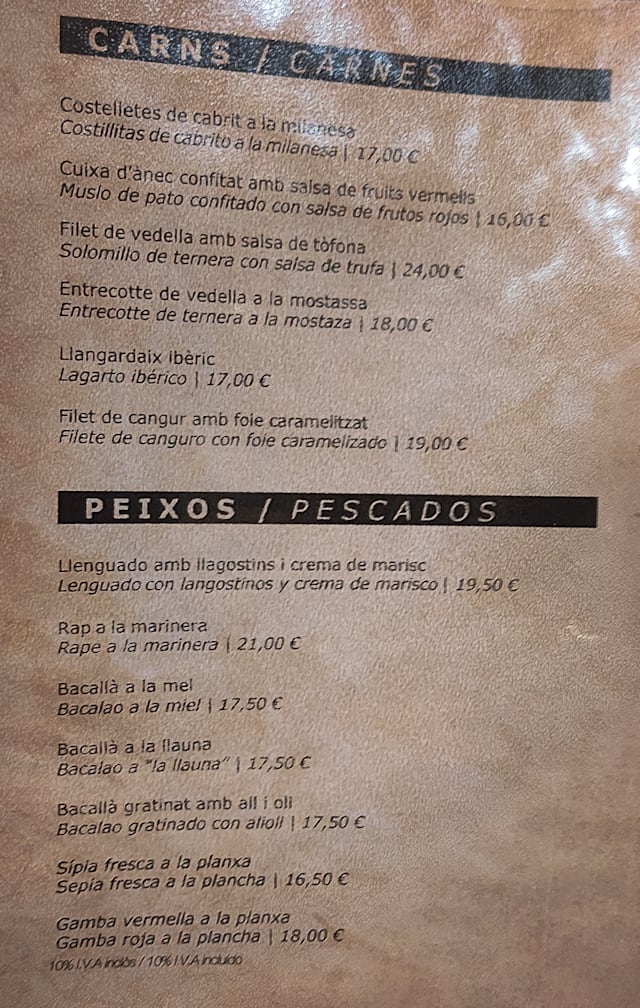 CARNS / CARNES
Costelletes de cabrit a la milanesa
Costillitas de cabrito a la milanesa | 17,00 €
Cuixa d'ànec confitat amb salsa de fruits vermells
Muslo de pato confitado con salsa de frutos rojos | 16,00 €
Filet de vedella amb salsa de tòfona
Solomillo de ternera con salsa de trufa | 24,00 €
Entrecotte de vedella a la mostassa
Entrecotte de ternera a la mostaza | 18,00 €
Llangardaix ibèric
Lagarto ibérico | 17,00 €
Filet de cangur amb foie caramelitzat
Filete de canguro con foie caramelizado | 19,00 €
PEIXOS / PESCADOS
Llenguado amb llagostins i crema de marisc
Lenguado con langostinos y crema de marisco | 19,50 €
Rap a la marinera
Rape a la marinera | 21,00 €
Bacallà a la mel
Bacalao a la miel | 17,50 €
Bacallà a la llauna
Bacalao a "la llauna" | 17,50 €
Bacallà gratinat amb all i oli
Bacalao gratinado con alioli | 17,50 €
Sípia fresca a la planxa
Sepia fresca a la plancha | 16,50 €
Gamba vermella a la planxa
Gamba roja a la plancha | 18,00 €
10% I.V.A inclòs / 10% I.V.A incluido